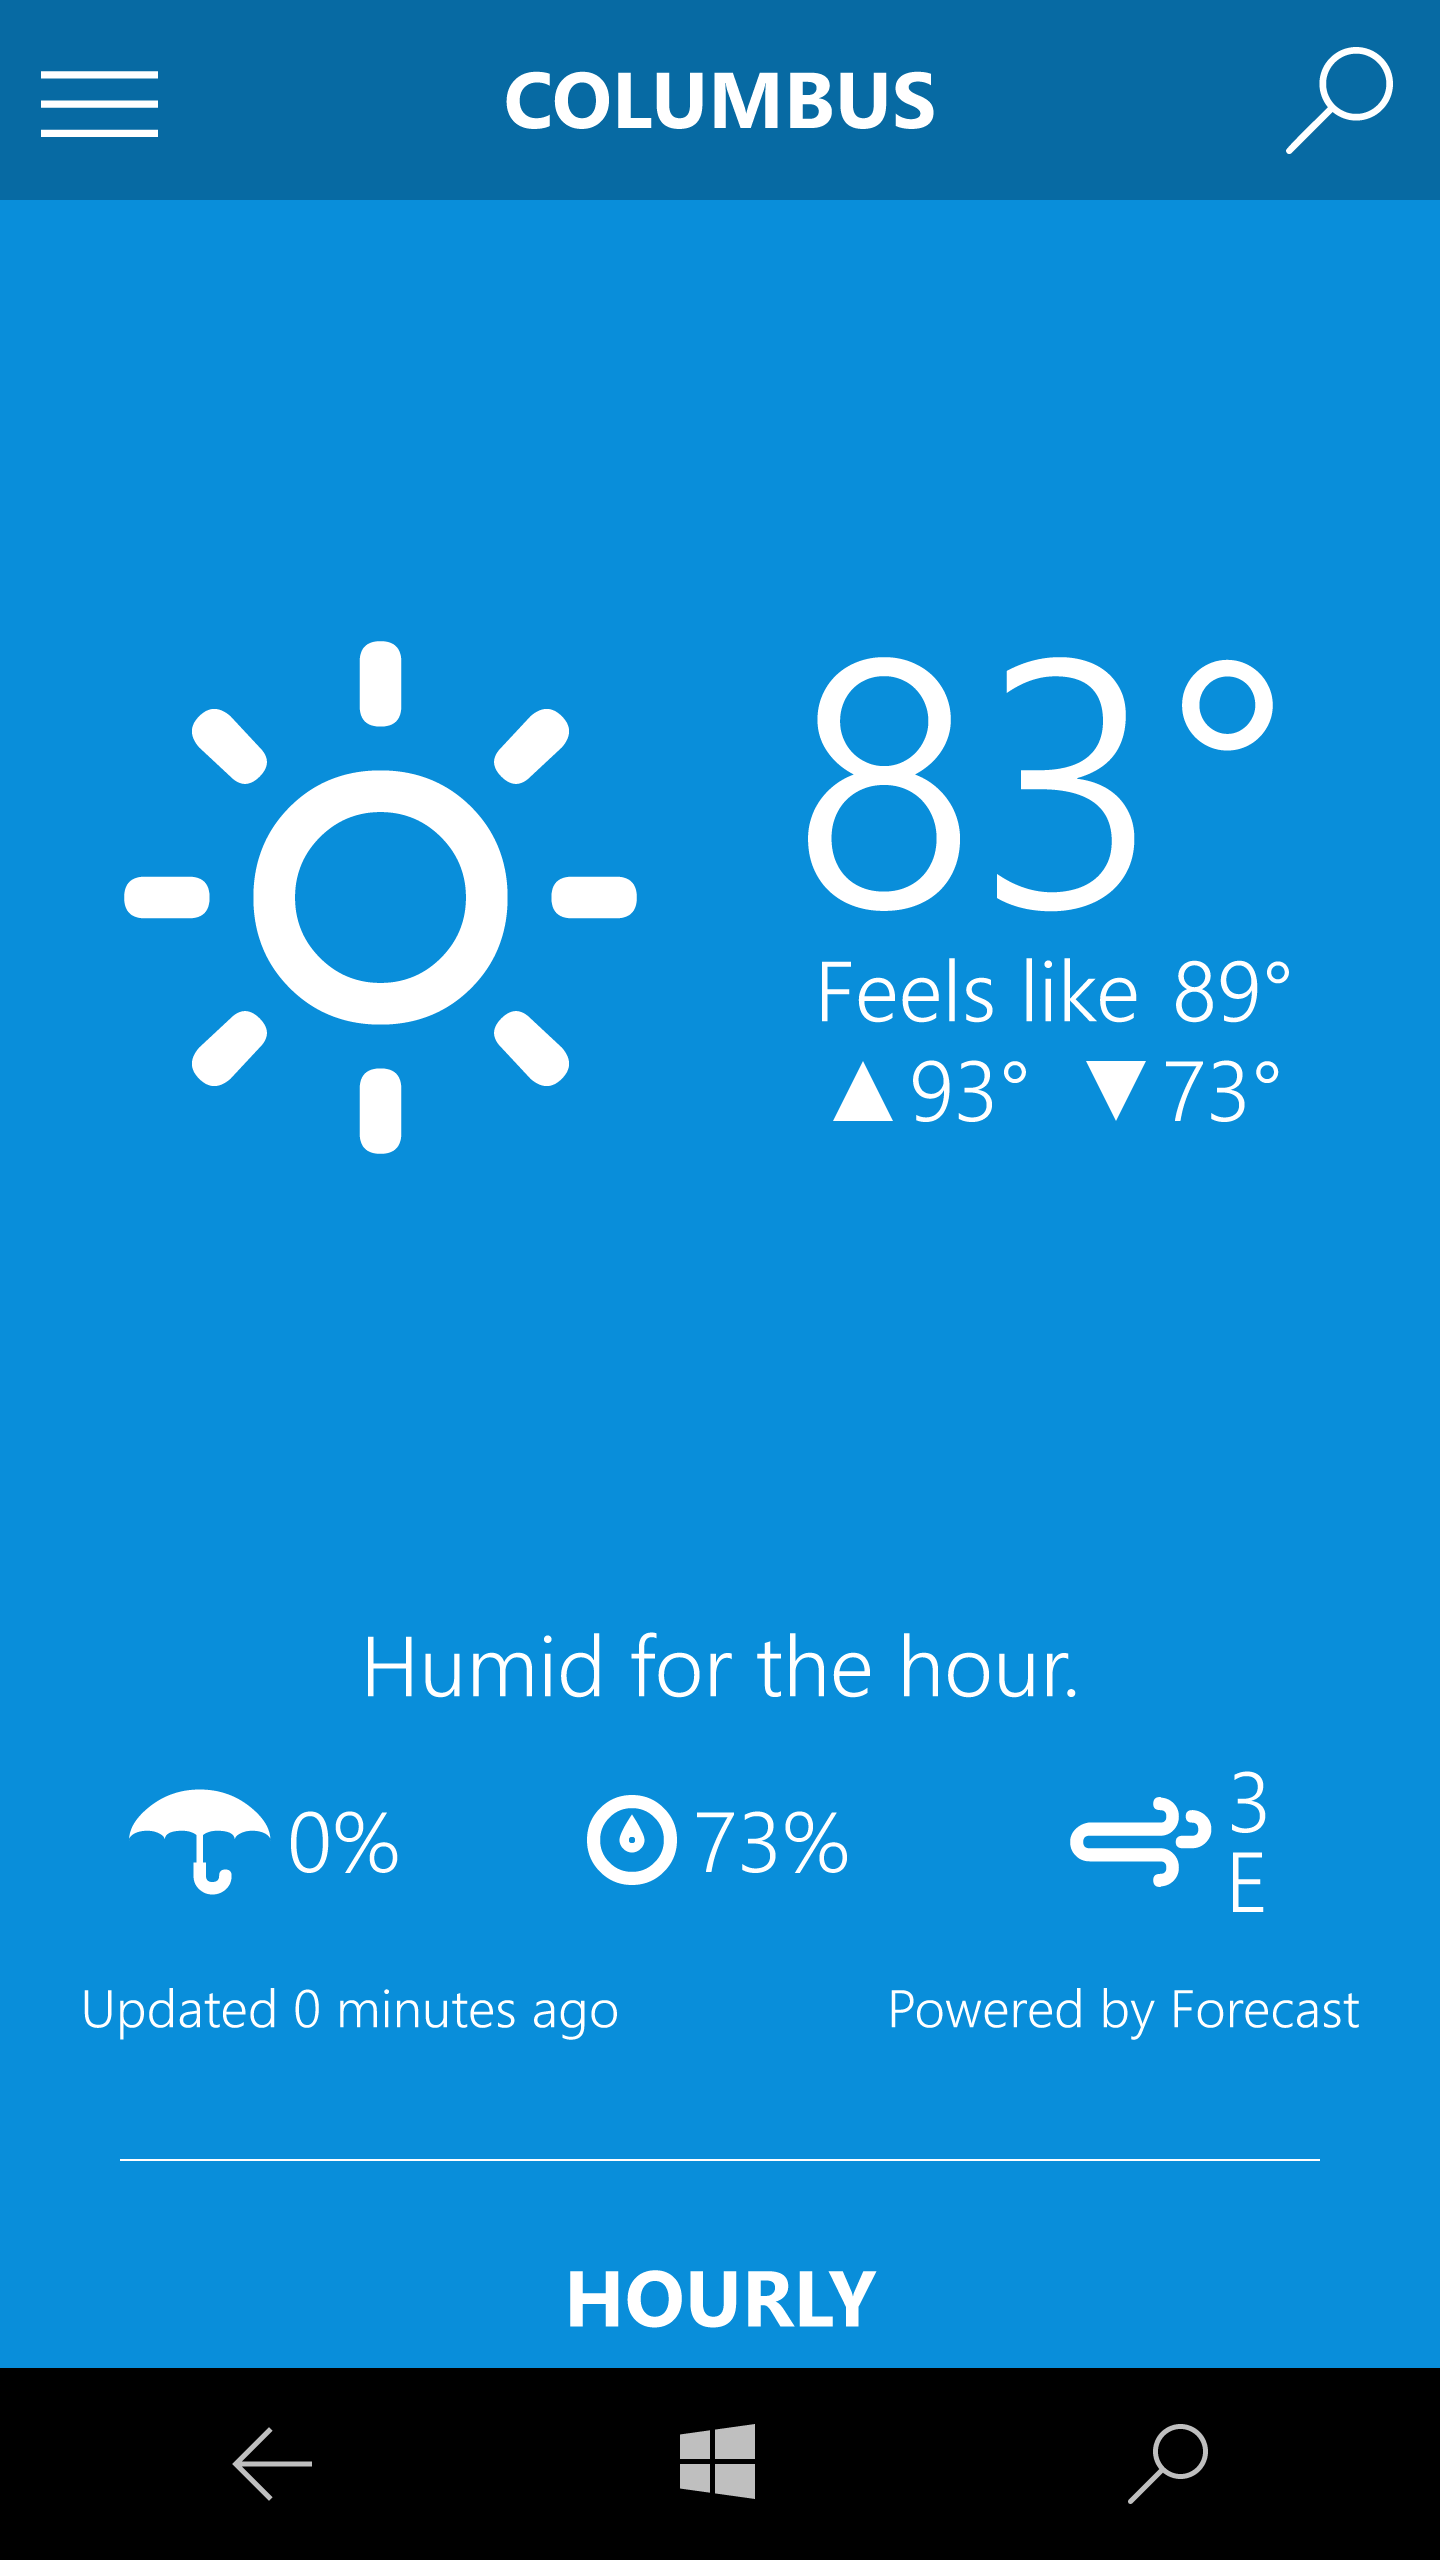 COLUMBUS
83°
Feels like 89°
▲93° ▼73°
Humid for the hour.
0% 73% 3
E
Updated 0 minutes ago Powered by Forecast
HOURLY